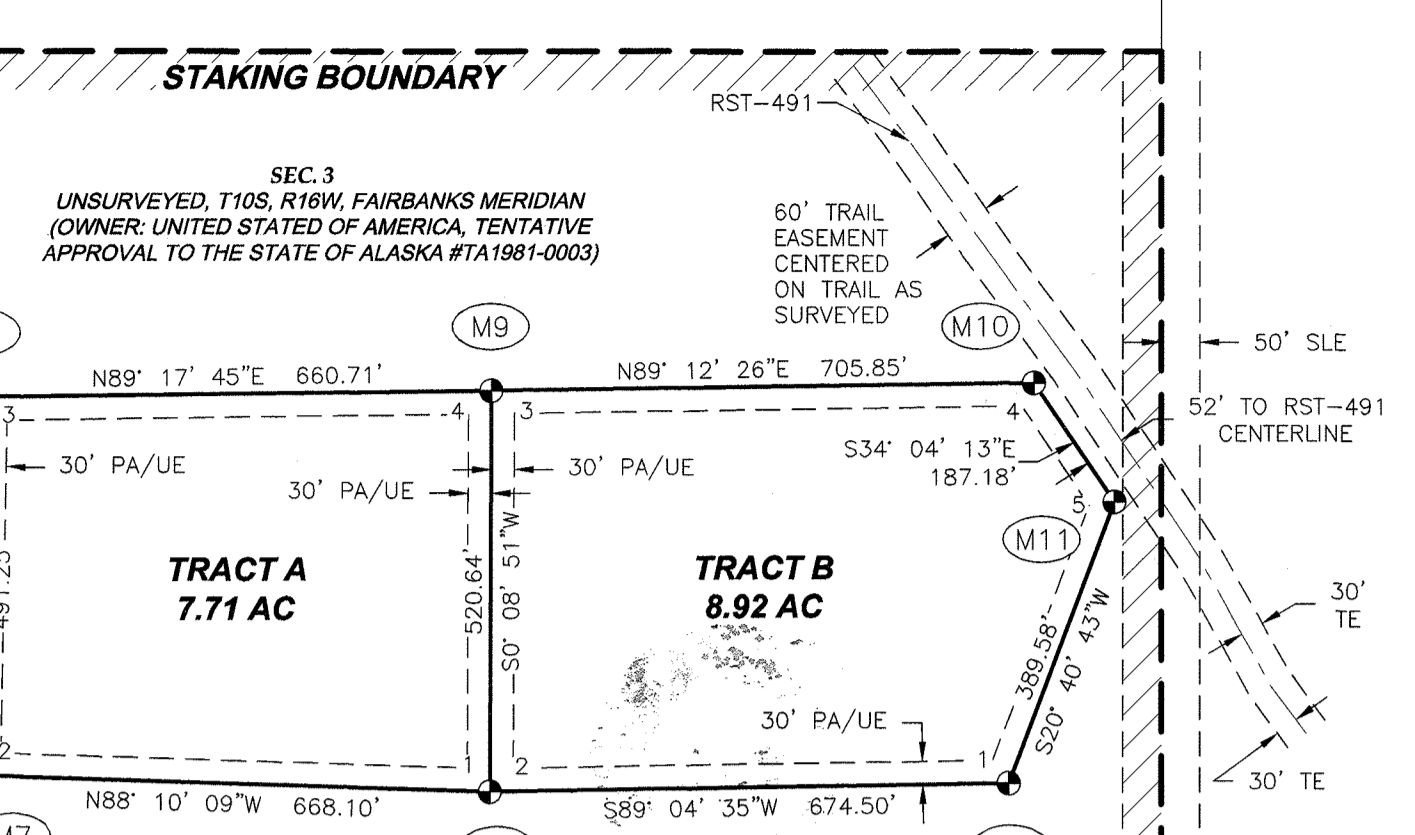 STAKING BOUNDARY
RST-491
SEC. 3
UNSURVEYED, T10S, R16W, FAIRBANKS MERIDIAN
(OWNER: UNITED STATED OF AMERICA, TENTATIVE
APPROVAL TO THE STATE OF ALASKA #TA1981-0003)
60' TRAIL
EASEMENT
CENTERED
ON TRAIL AS
SURVEYED
M9
M10
50' SLE
N89° 17' 45"E 660.71'
N89° 12' 26"E 705.85'
52' TO RST-491
CENTERLINE
3
4
3
4
S34° 04' 13"E
187.18'
30' PA/UE
30' PA/UE
30' PA/UE
5
M11
TRACT A
7.71 AC
520.64'
S0° 08' 51"W
TRACT B
8.92 AC
389.58'
S20° 40' 43"W
30'
TE
30' PA/UE
2
1
2
1
30' TE
N88° 10' 09"W 668.10'
S89° 04' 35"W 674.50'